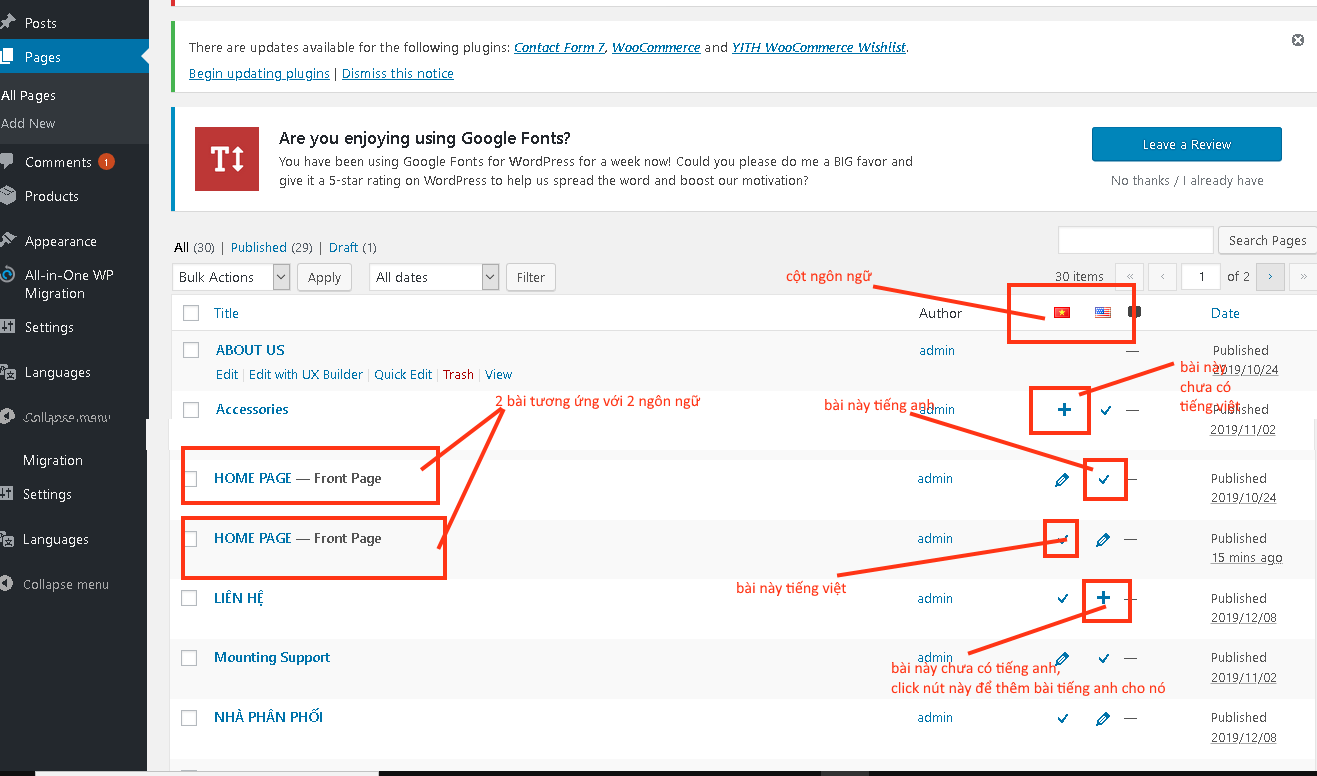 Posts
Pages
All Pages
Add New
Comments 1
Products
Appearance
All-in-One WP
Migration
Settings
Languages
Collapse menu
Migration
Settings
Languages
Collapse menu
There are updates available for the following plugins: Contact Form 7, WooCommerce and YITH WooCommerce Wishlist.
Begin updating plugins | Dismiss this notice
T
Are you enjoying using Google Fonts?
You have been using Google Fonts for WordPress for a week now! Could you please do me a BIG favor and
give it a 5-star rating on WordPress to help us spread the word and boost our motivation?
Leave a Review
No thanks / I already have
All (30) | Published (29) | Draft (1)
Search Pages
Bulk Actions Apply All dates Filter
30 items « ‹ 1 of 2 › »
cột ngôn ngữ
Title Author Date
ABOUT US admin — Published
2019/10/24
Edit | Edit with UX Builder | Quick Edit | Trash | View
bài này
chưa có
tiếng việt
2 bài tương ứng với 2 ngôn ngữ
bài này tiếng anh
Accessories admin — Published
2019/11/02
HOME PAGE — Front Page admin — Published
2019/10/24
HOME PAGE — Front Page admin — Published
15 mins ago
bài này tiếng việt
LIÊN HỆ admin — Published
2019/12/08
Mounting Support admin — Published
2019/11/02
bài này chưa có tiếng anh,
click nút này để thêm bài tiếng anh cho nó
NHÀ PHÂN PHỐI admin — Published
2019/12/08